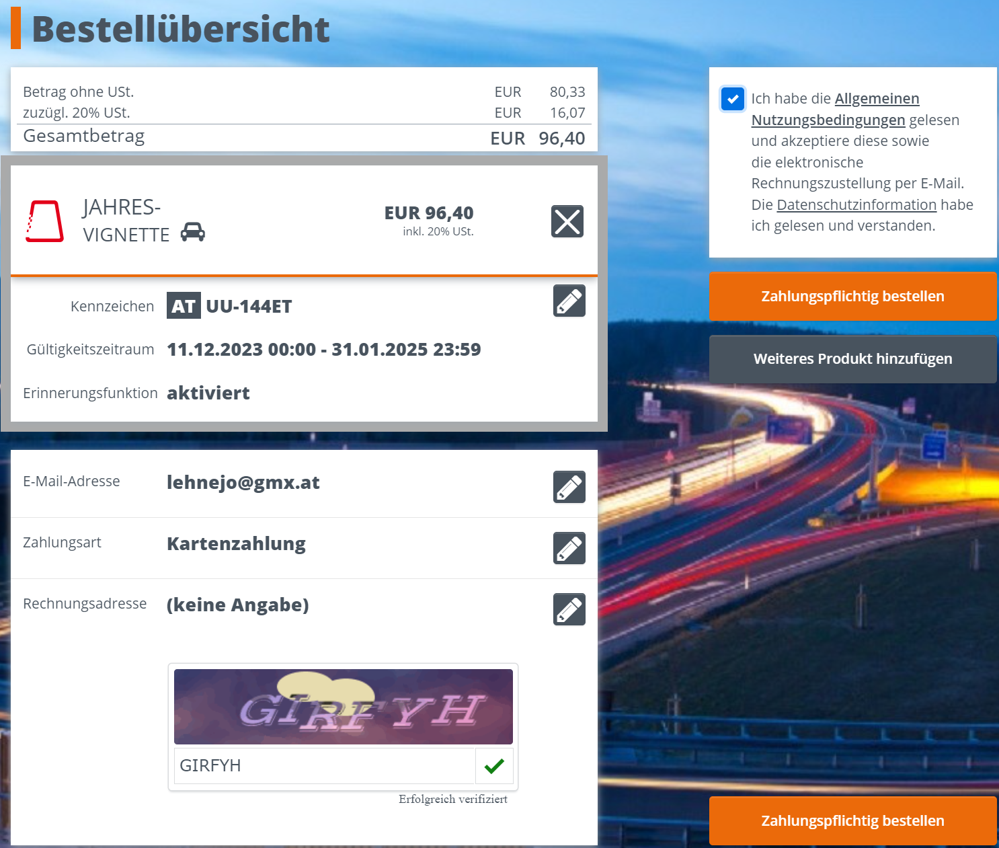 Bestellübersicht
Betrag ohne USt. EUR 80,33
zuzügl. 20% USt. EUR 16,07
Gesamtbetrag EUR 96,40
JAHRES-
VIGNETTE
EUR 96,40
inkl. 20% USt.
Kennzeichen AT UU-144ET
Gültigkeitszeitraum 11.12.2023 00:00 - 31.01.2025 23:59
Erinnerungsfunktion aktiviert
E-Mail-Adresse lehnejo@gmx.at
Zahlungsart Kartenzahlung
Rechnungsadresse (keine Angabe)
GIRFYH
GIRFYH
Erfolgreich verifiziert
Ich habe die Allgemeinen
Nutzungsbedingungen gelesen
und akzeptiere diese sowie
die elektronische
Rechnungszustellung per E-Mail.
Die Datenschutzinformation habe
ich gelesen und verstanden.
Zahlungspflichtig bestellen
Weiteres Produkt hinzufügen
Zahlungspflichtig bestellen